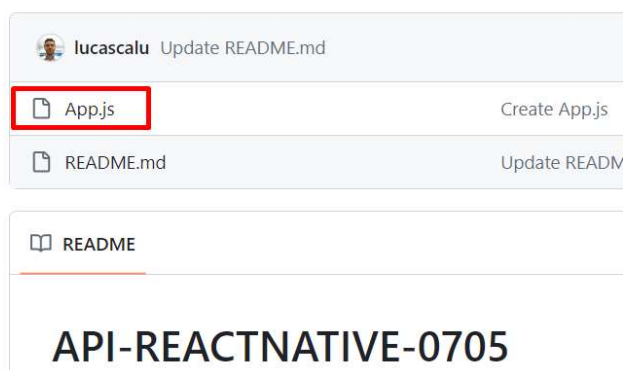 lucascalu Update README.md
App.js Create App.js
README.md Update READM
README
API-REACTNATIVE-0705